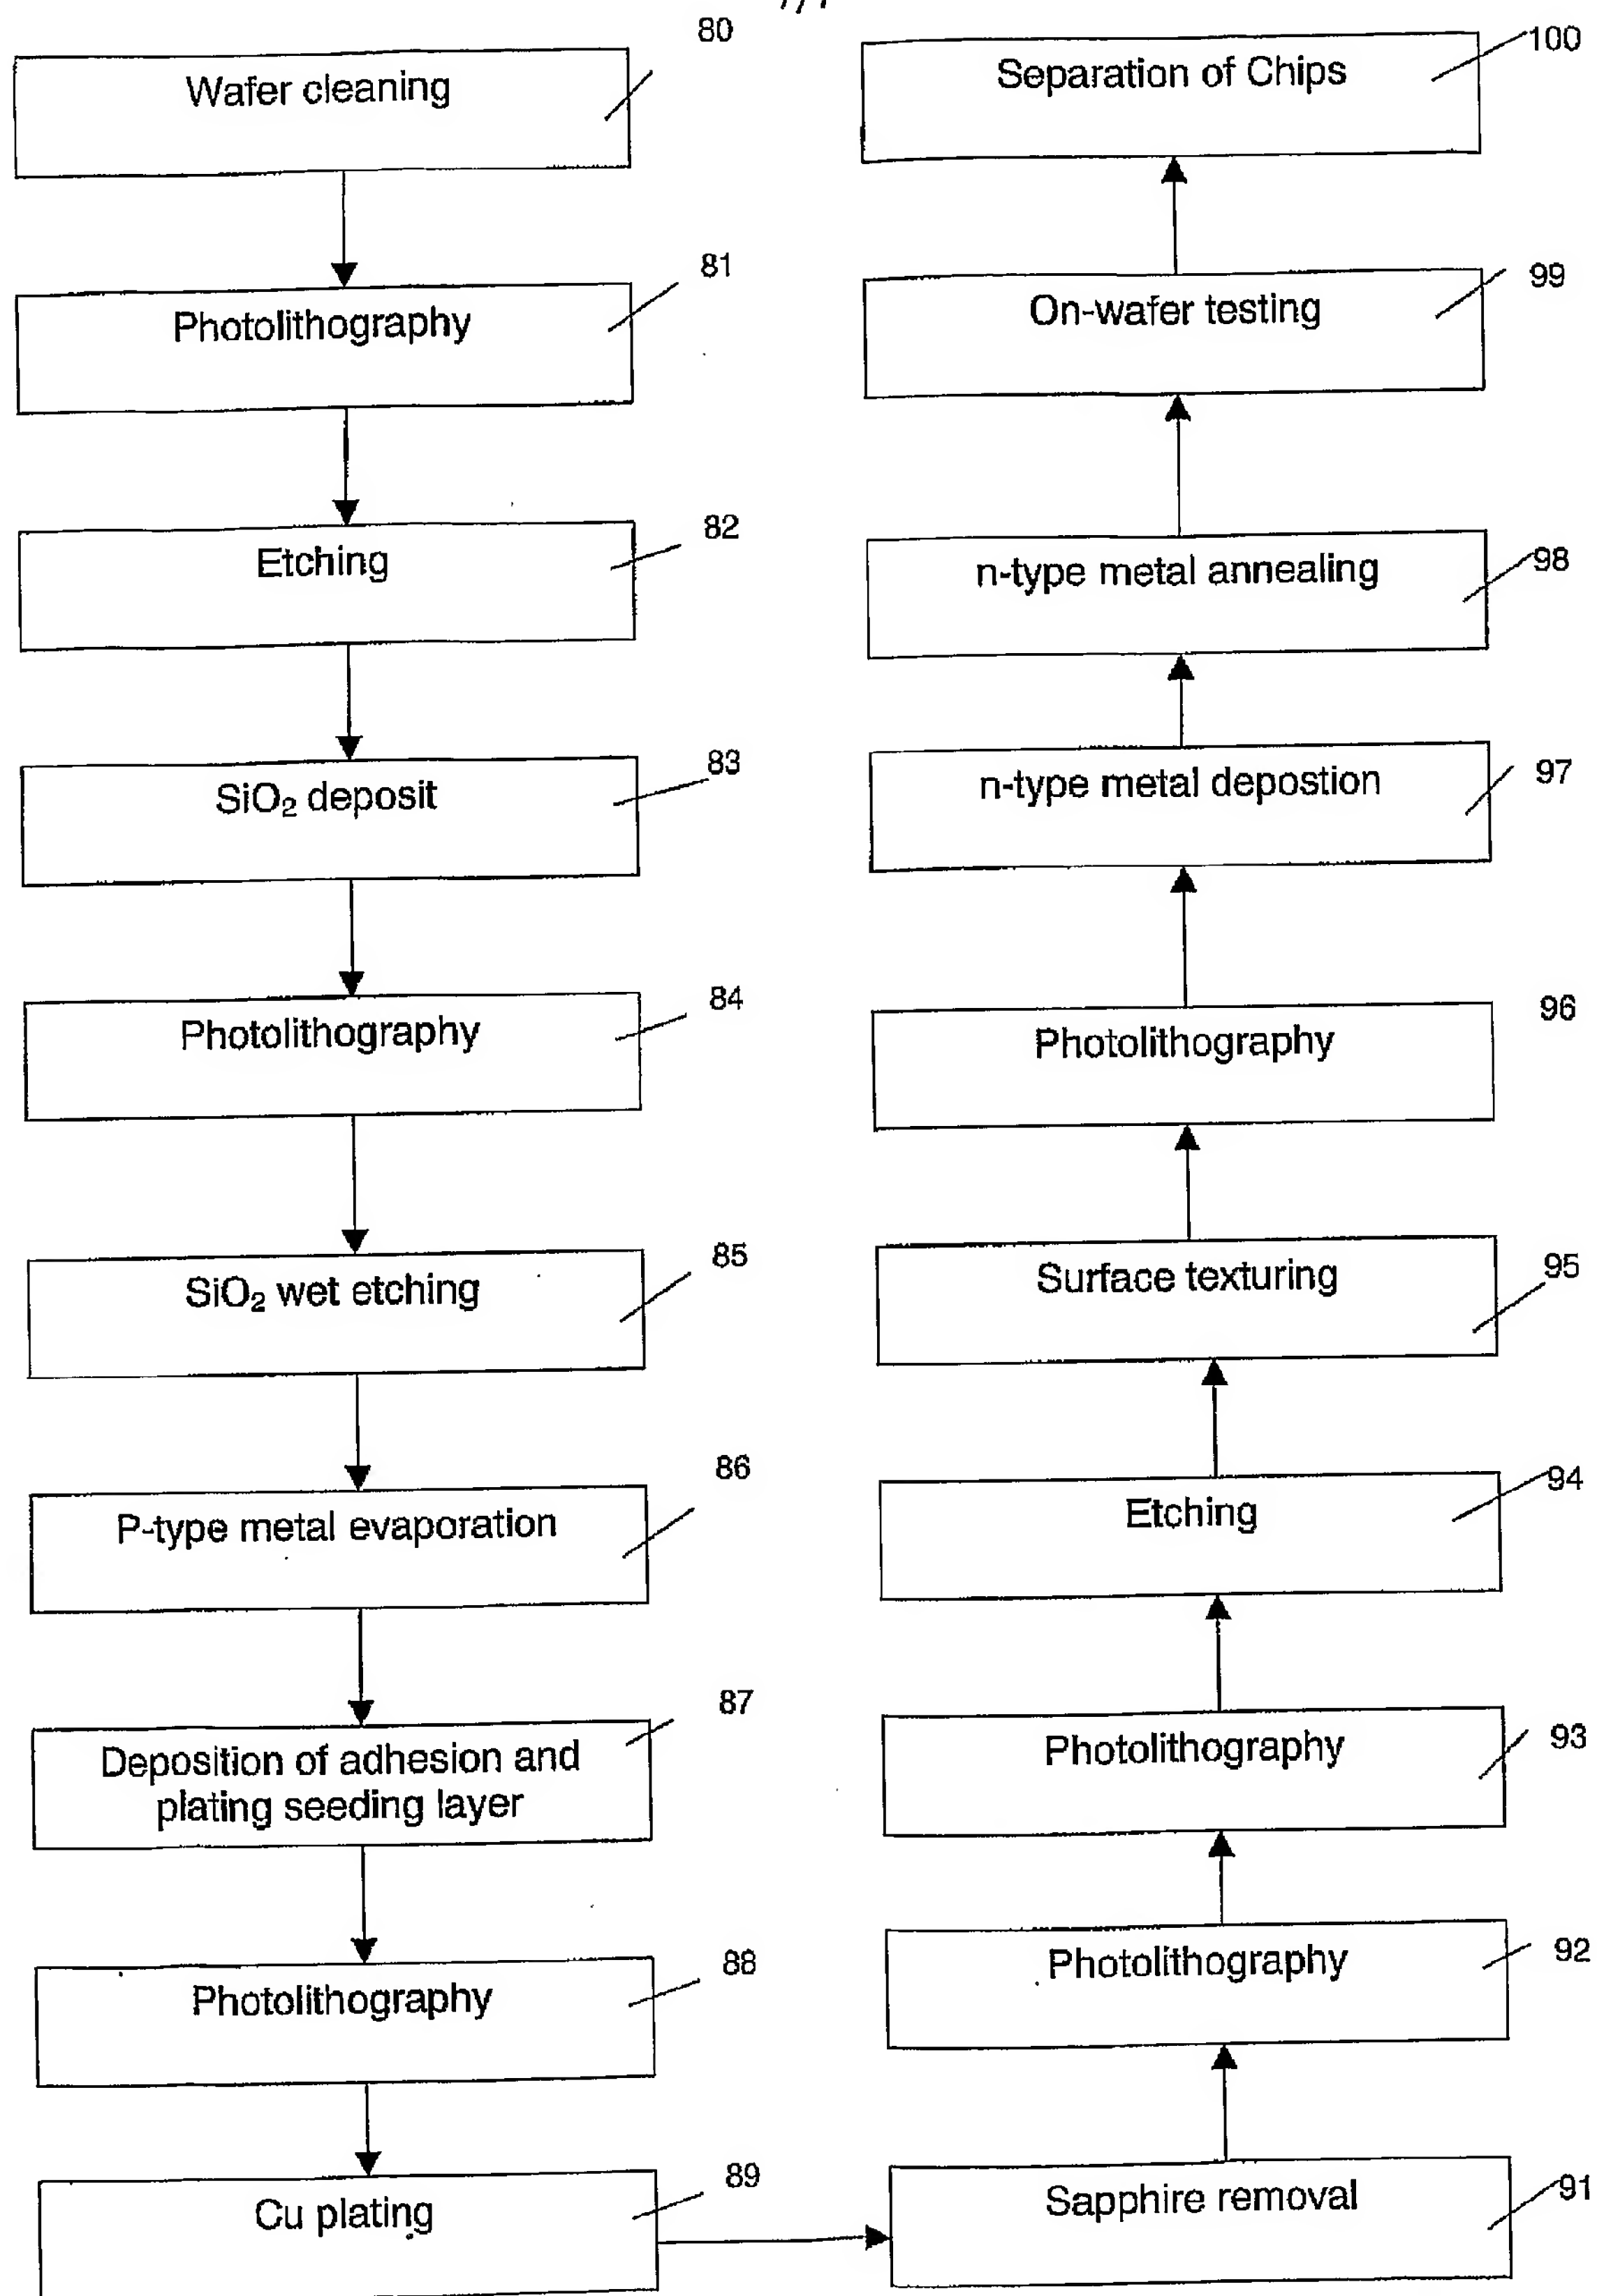 80
Wafer cleaning
81
Photolithography
82
Etching
83
SiO₂ deposit
84
Photolithography
85
SiO₂ wet etching
86
P-type metal evaporation
87
Deposition of adhesion and
plating seeding layer
88
Photolithography
89
Cu plating
91
Sapphire removal
92
Photolithography
93
Photolithography
94
Etching
95
Surface texturing
96
Photolithography
97
n-type metal depostion
98
n-type metal annealing
99
On-wafer testing
100
Separation of Chips